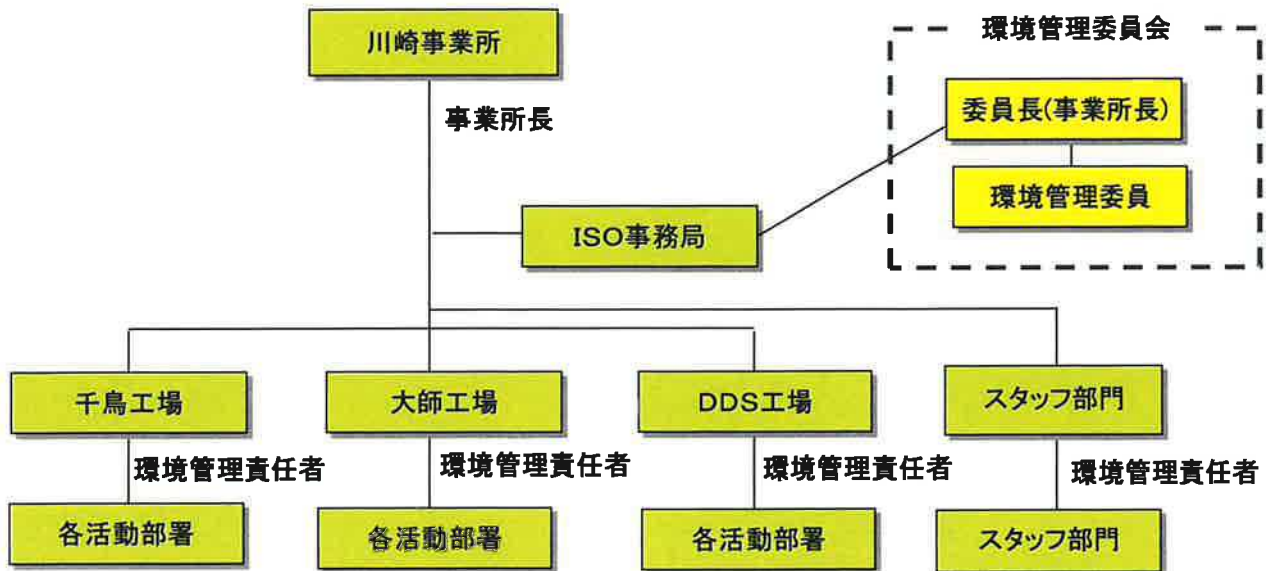 川崎事業所
環境管理委員会
委員長(事業所長)
事業所長
環境管理委員
ISO事務局
千鳥工場
大師工場
DDS工場
スタッフ部門
環境管理責任者
環境管理責任者
環境管理責任者
環境管理責任者
各活動部署
各活動部署
各活動部署
スタッフ部門